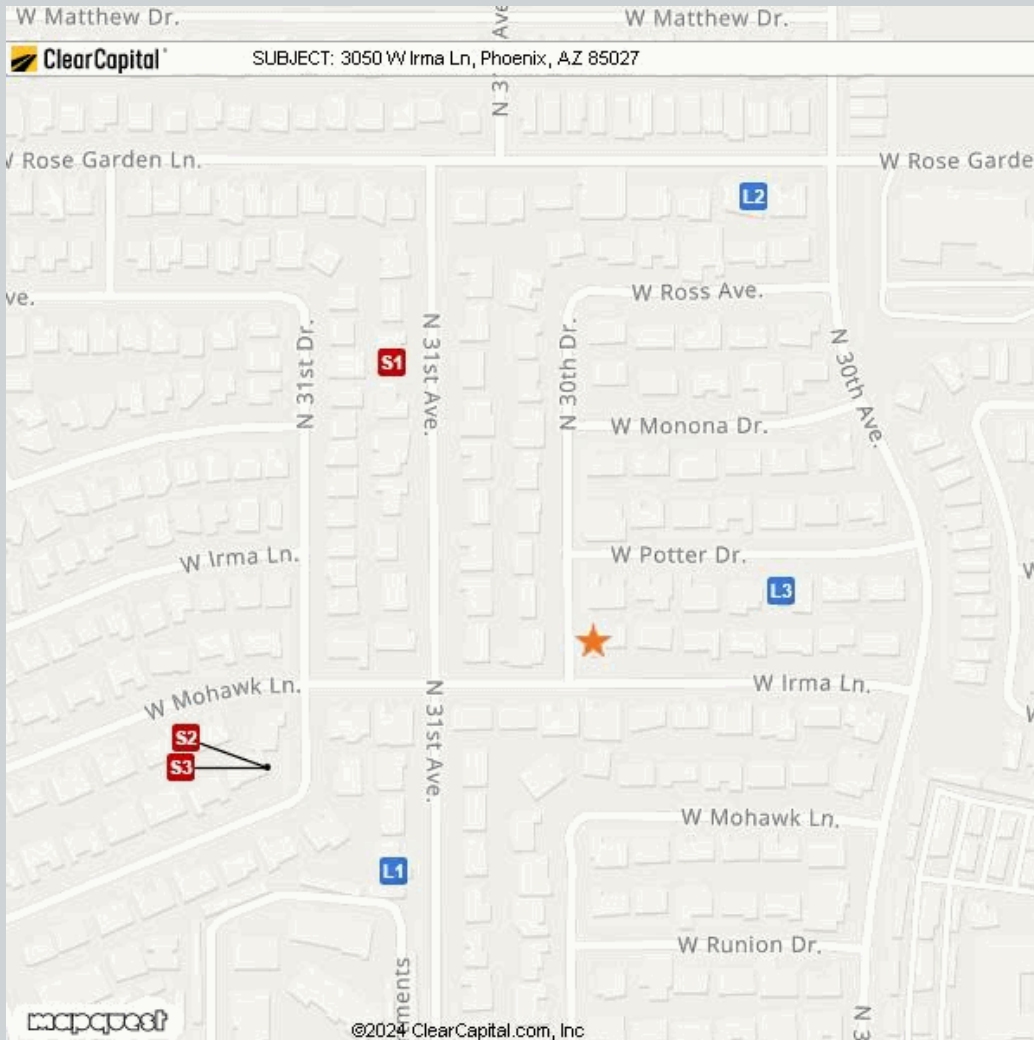 W Matthew Dr.
Ave
W Matthew Dr.
ClearCapital
SUBJECT: 3050 W Irma Ln, Phoenix, AZ 85027
N 3
W Rose Garden Ln.
W Rose Garde
L2
ve.
W Ross Ave.
N 31st Dr.
S1
N 31st Ave.
N 30th Dr.
N 30th Ave.
W Monona Dr.
W Irma Ln.
W Potter Dr.
W
L3
W Mohawk Ln.
N 31st Ave.
W Irma Ln.
W
S2
S3
W Mohawk Ln.
L1
W Runion Dr.
ments
N 3
mapquest
©2024 ClearCapital.com, Inc